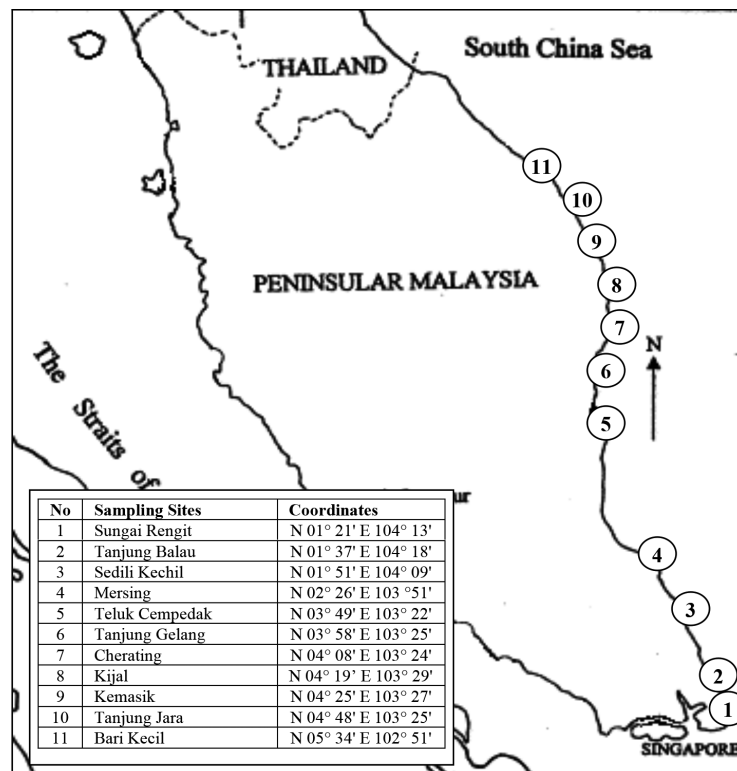 South China Sea
THAILAND
11
10
9
PENINSULAR MALAYSIA
8
7
N
6
The Straits of
5
ur
No Sampling Sites Coordinates
1 Sungai Rengit N 01° 21' E 104° 13'
2 Tanjung Balau N 01° 37' E 104° 18'
3 Sedili Kechil N 01° 51' E 104° 09'
4 Mersing N 02° 26' E 103 °51'
5 Teluk Cempedak N 03° 49' E 103° 22'
6 Tanjung Gelang N 03° 58' E 103° 25'
7 Cherating N 04° 08' E 103° 24'
8 Kijal N 04° 19’ E 103° 29'
9 Kemasik N 04° 25' E 103° 27'
10 Tanjung Jara N 04° 48' E 103° 25'
11 Bari Kecil N 05° 34' E 102° 51'
4
3
2
1
SINGAPORE